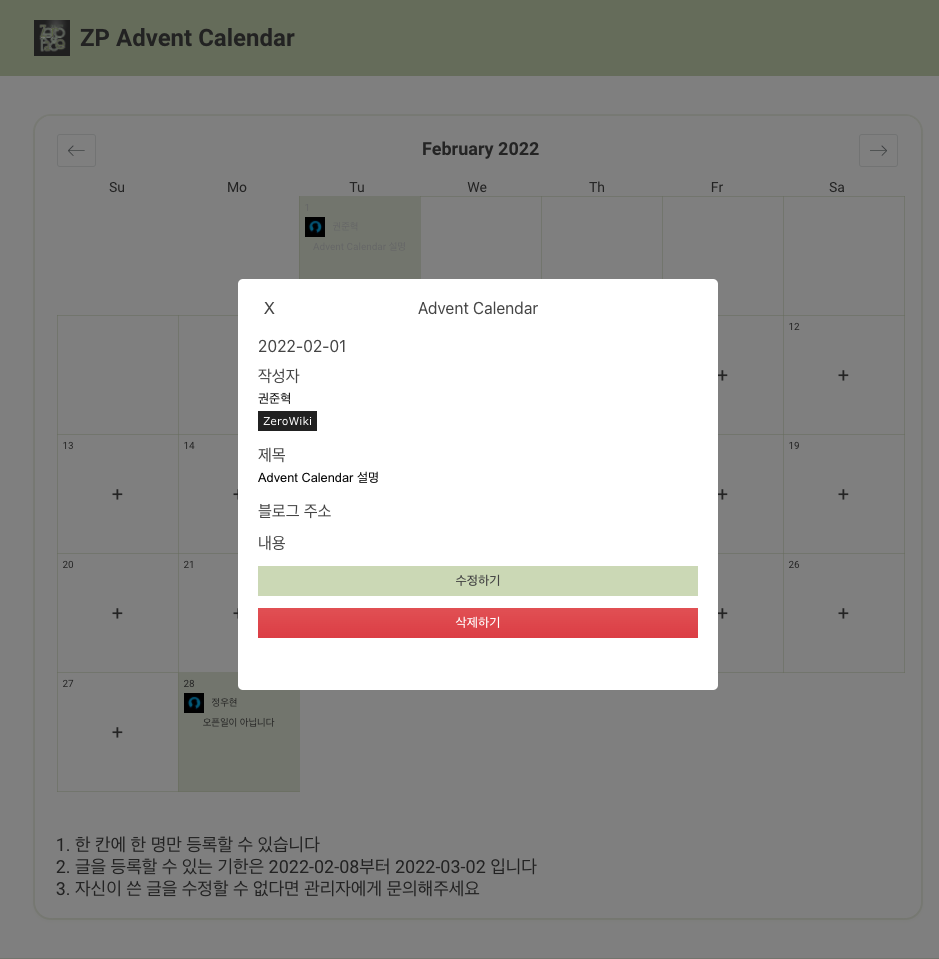 ZP Advent Calendar
February 2022
Su Mo Tu We Th Fr Sa
1
권준혁
Advent Calendar 설명
X Advent Calendar
2022-02-01
작성자
권준혁
ZeroWiki
제목
Advent Calendar 설명
블로그 주소
내용
수정하기
삭제하기
+ 12 +
13 + 14 + + 19 +
20 + 21 + + 26 +
27 +
28
정우현
오픈일이 아닙니다
1. 한 칸에 한 명만 등록할 수 있습니다
2. 글을 등록할 수 있는 기한은 2022-02-08부터 2022-03-02 입니다
3. 자신이 쓴 글을 수정할 수 없다면 관리자에게 문의해주세요